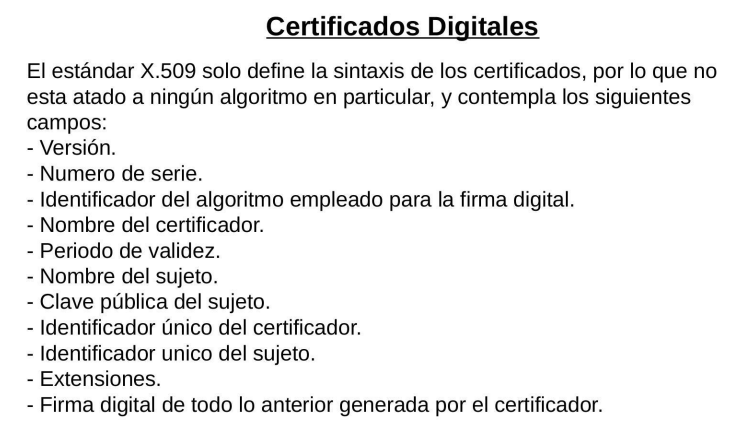 Certificados Digitales
El estándar X.509 solo define la sintaxis de los certificados, por lo que no
esta atado a ningún algoritmo en particular, y contempla los siguientes
campos:
- Versión.
- Numero de serie.
- Identificador del algoritmo empleado para la firma digital.
- Nombre del certificador.
- Periodo de validez.
- Nombre del sujeto.
- Clave pública del sujeto.
- Identificador único del certificador.
- Identificador unico del sujeto.
- Extensiones.
- Firma digital de todo lo anterior generada por el certificador.